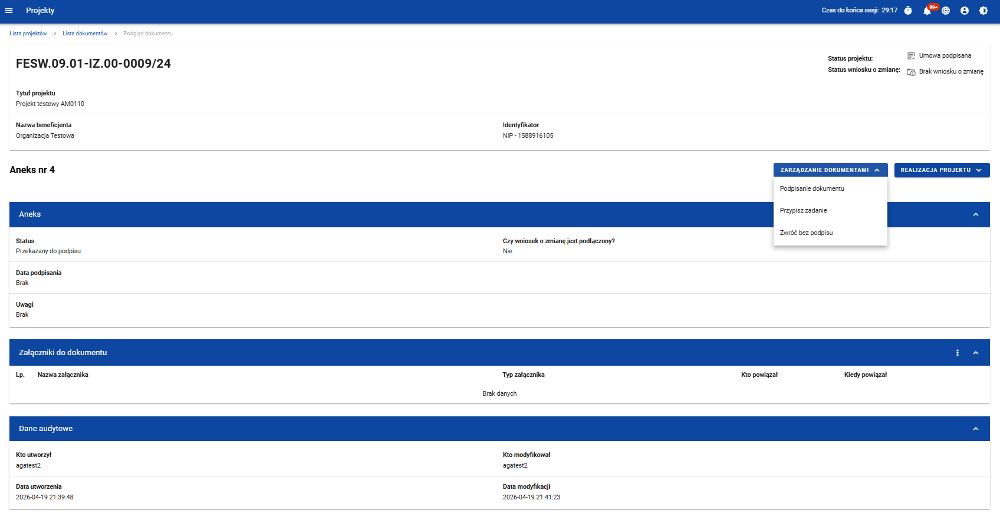 Projekty
Czas do końca sesji: 29:17
99+
Lista projektów > Lista dokumentów > Podgląd dokumentu
FESW.09.01-IZ.00-0009/24
Status projektu: Umowa podpisana
Status wniosku o zmianę: Brak wniosku o zmianę
Tytuł projektu
Projekt testowy AM0110
Nazwa beneficjenta
Organizacja Testowa
Identyfikator
NIP - 1588916105
Aneks nr 4
ZARZĄDZANIE DOKUMENTAMI
REALIZACJA PROJEKTU
Podpisanie dokumentu
Przypisz zadanie
Zwróć bez podpisu
Aneks
Status
Przekazany do podpisu
Czy wniosek o zmianę jest podłączony?
Nie
Data podpisania
Brak
Uwagi
Brak
Załączniki do dokumentu
Lp. Nazwa załącznika Typ załącznika Kto powiązał Kiedy powiązał
Brak danych
Dane audytowe
Kto utworzył
agatest2
Kto modyfikował
agatest2
Data utworzenia
2026-04-19 21:39:48
Data modyfikacji
2026-04-19 21:41:23